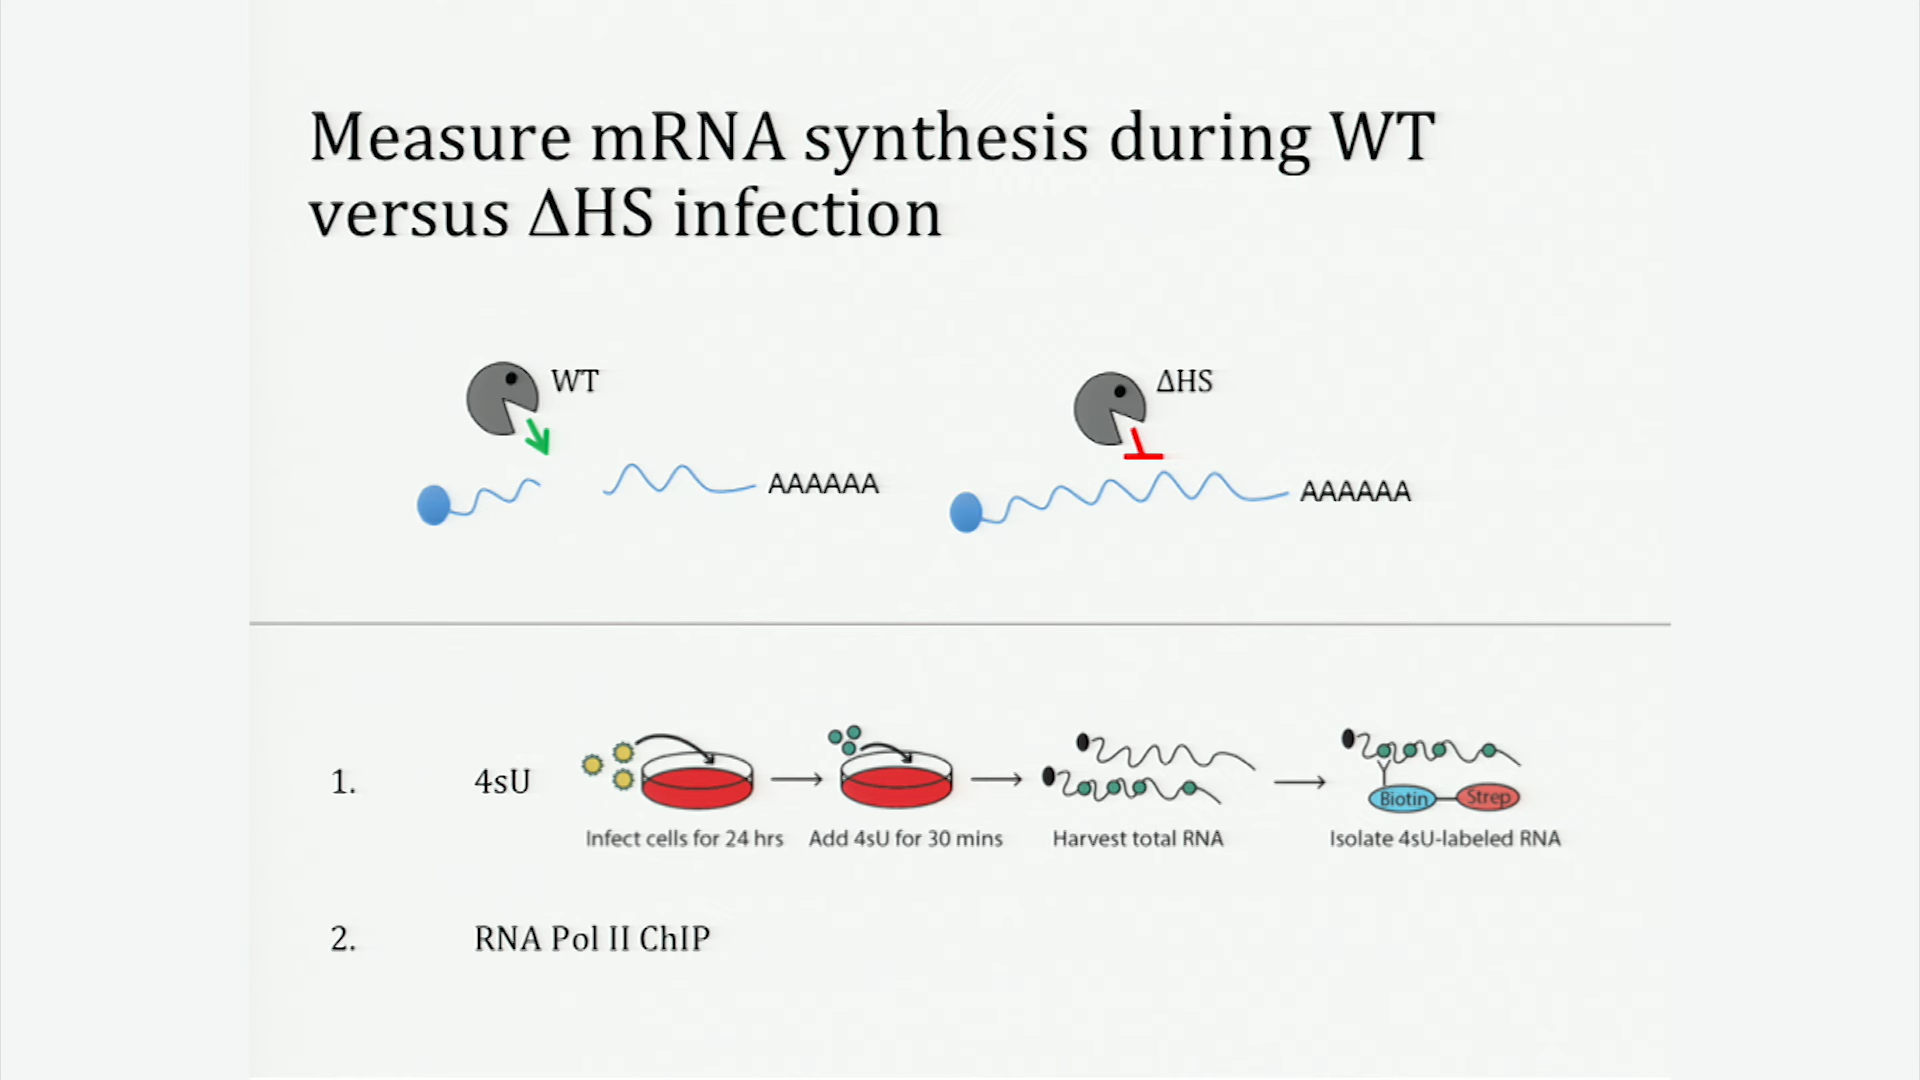 Measure mRNA synthesis during WT
versus ΔHS infection
WT
ΔHS
AAAAAA
AAAAAA
1. 4sU
Biotin
Strep
Infect cells for 24 hrs
Add 4sU for 30 mins
Harvest total RNA
Isolate 4sU-labeled RNA
2. RNA Pol II ChIP